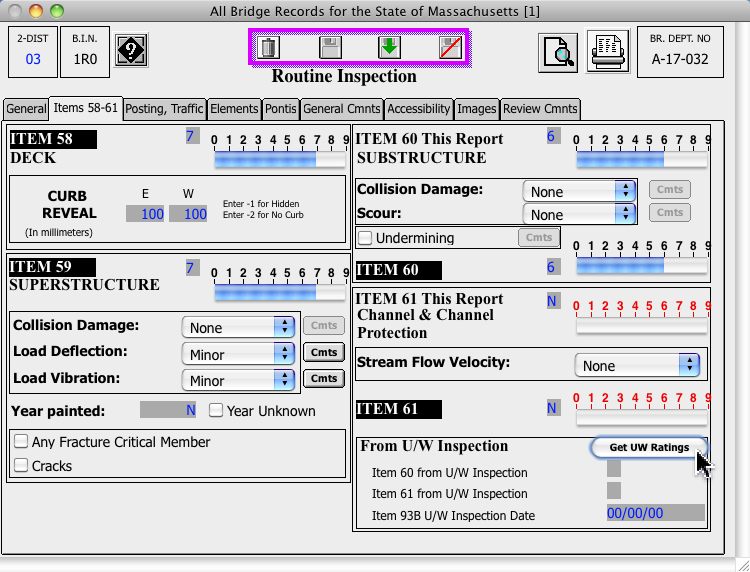 All Bridge Records for the State of Massachusetts [1]
2-DIST
03
B.I.N.
1R0
?
Routine Inspection
BR. DEPT. NO
A-17-032
General Items 58-61 Posting, Traffic Elements Pontis General Cmnts Accessibility Images Review Cmnts
ITEM 58 7 0 1 2 3 4 5 6 7 8 9
DECK
CURB
REVEAL
(In millimeters)
E W
100 100
Enter -1 for Hidden
Enter -2 for No Curb
ITEM 59 7 0 1 2 3 4 5 6 7 8 9
SUPERSTRUCTURE
Collision Damage: None Cmts
Load Deflection: Minor Cmts
Load Vibration: Minor Cmts
Year painted: N Year Unknown
Any Fracture Critical Member
Cracks
ITEM 60 This Report 6 0 1 2 3 4 5 6 7 8 9
SUBSTRUCTURE
Collision Damage: None Cmts
Scour: None Cmts
Undermining Cmts
ITEM 60 6 0 1 2 3 4 5 6 7 8 9
ITEM 61 This Report N 0 1 2 3 4 5 6 7 8 9
Channel & Channel
Protection
Stream Flow Velocity: None
ITEM 61 N 0 1 2 3 4 5 6 7 8 9
From U/W Inspection Get UW Ratings
Item 60 from U/W Inspection
Item 61 from U/W Inspection
Item 93B U/W Inspection Date 00/00/00